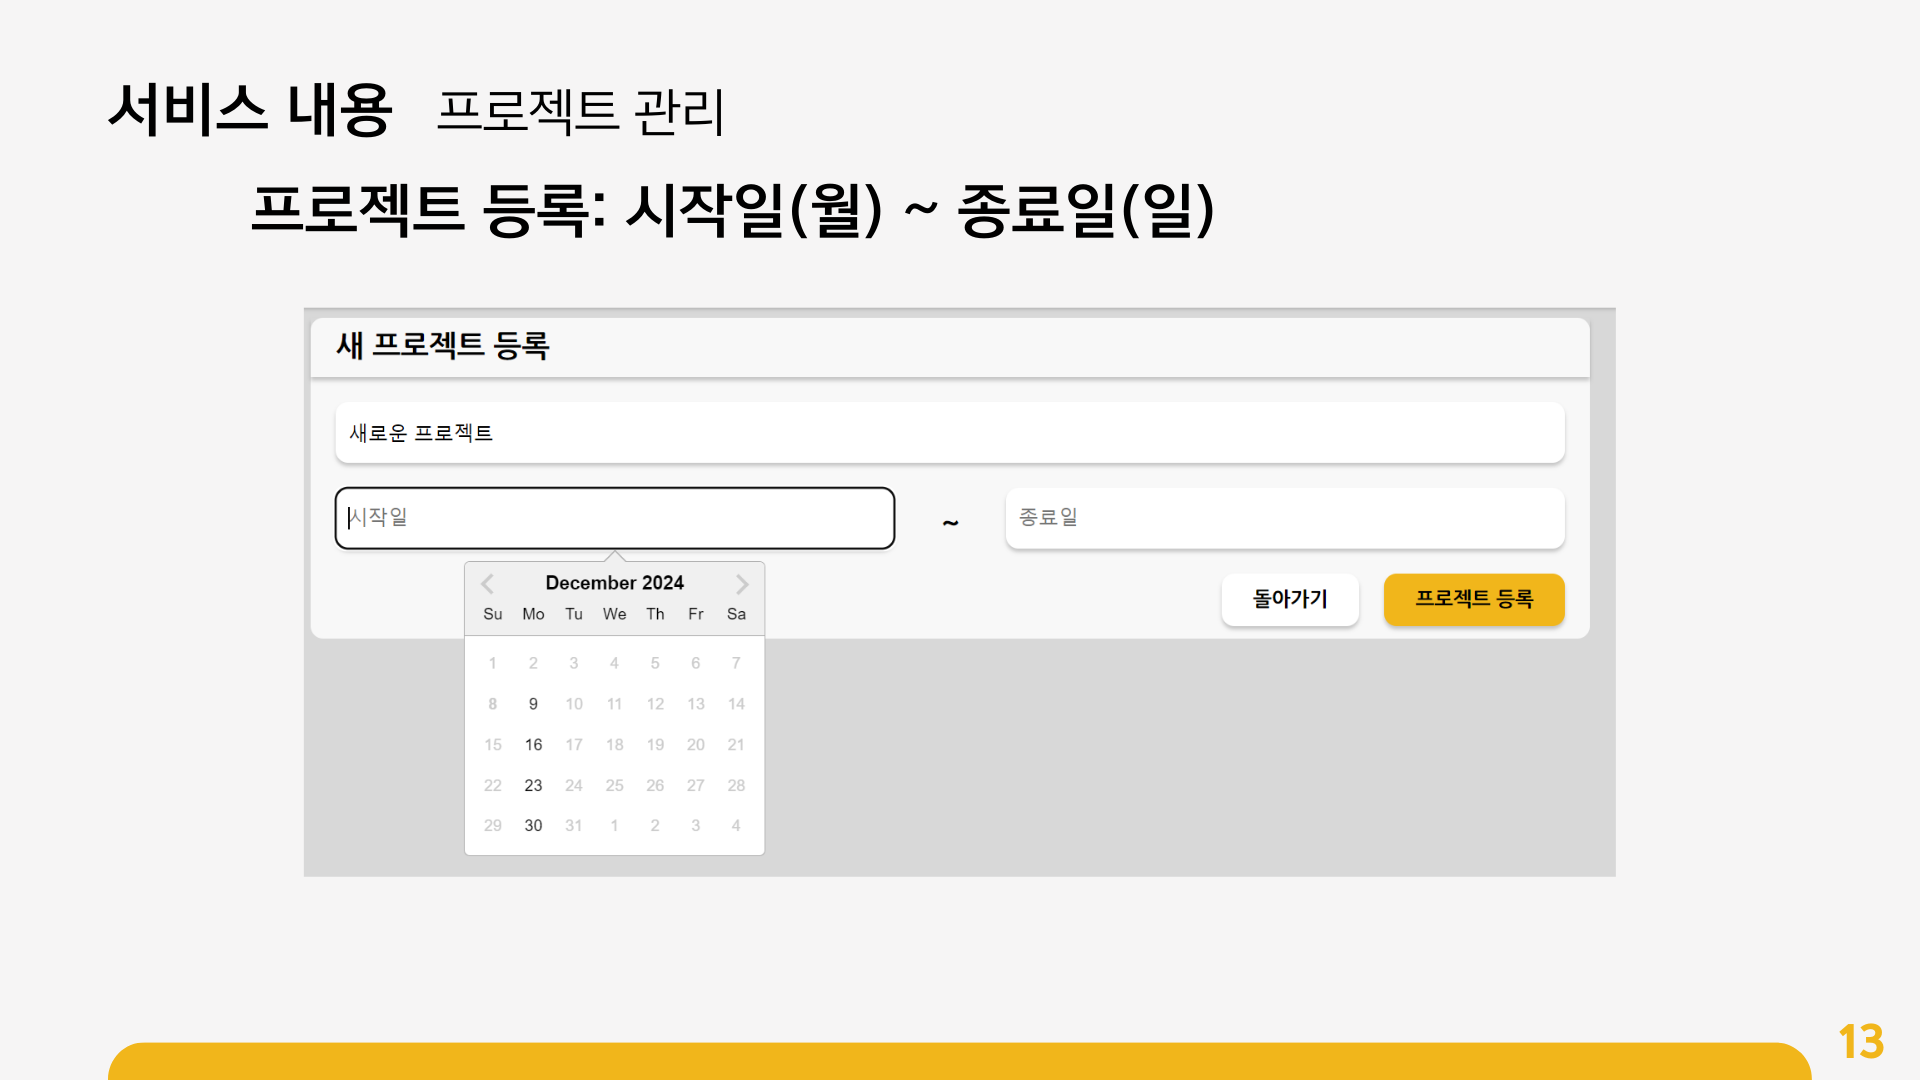 서비스 내용 프로젝트 관리
프로젝트 등록: 시작일(월) ~ 종료일(일)
새 프로젝트 등록
새로운 프로젝트
시작일 ~ 종료일
돌아가기 프로젝트 등록
December 2024
Su Mo Tu We Th Fr Sa
1 2 3 4 5 6 7
8 9 10 11 12 13 14
15 16 17 18 19 20 21
22 23 24 25 26 27 28
29 30 31 1 2 3 4
13